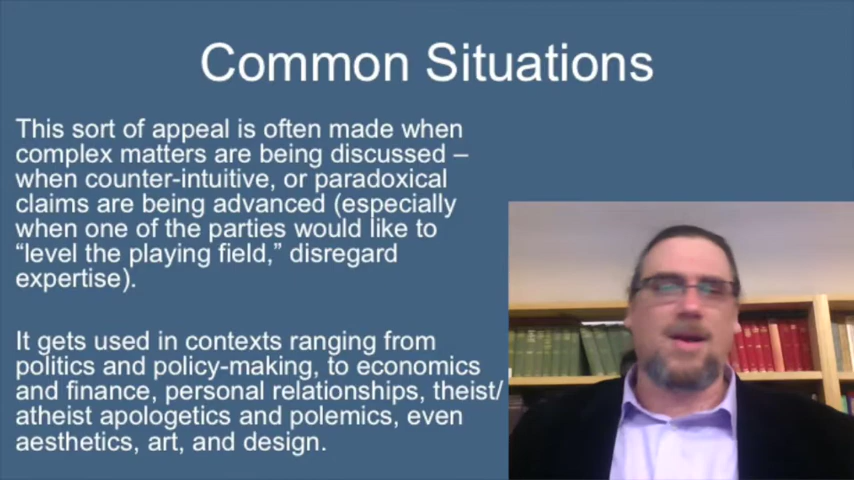 Common Situations
This sort of appeal is often made when
complex matters are being discussed –
when counter-intuitive, or paradoxical
claims are being advanced (especially
when one of the parties would like to
“level the playing field,” disregard
expertise).
It gets used in contexts ranging from
politics and policy-making, to economics
and finance, personal relationships, theist/
atheist apologetics and polemics, even
aesthetics, art, and design.